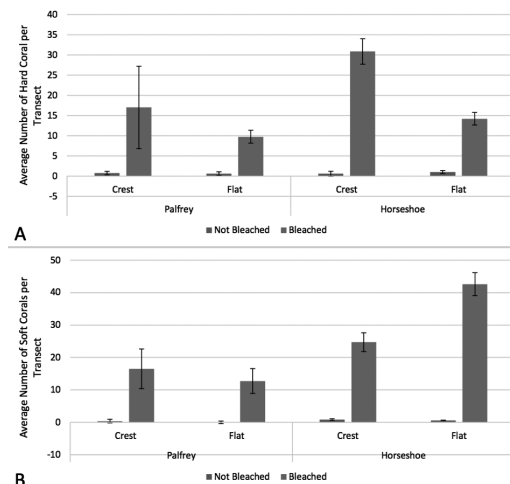 Average Number of Hard Coral per
Transect
40
35
30
25
20
15
10
5
0
-5
Crest Flat Crest Flat
Palfrey Horseshoe
A
Not Bleached Bleached
Average Number of Soft Corals per
Transect
50
40
30
20
10
0
-10
Crest Flat Crest Flat
Palfrey Horseshoe
B
Not Bleached Bleached